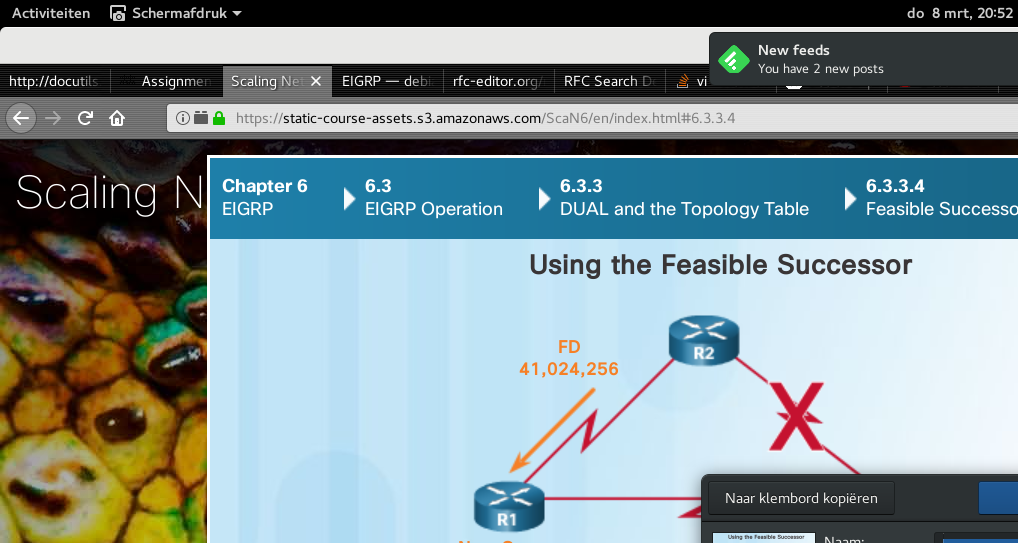 Activiteiten Schermafdruk do 8 mrt, 20:52
New feeds
You have 2 new posts
http://docutils Assignmen Scaling Net EIGRP — debi rfc-editor.org/ RFC Search De vi
https://static-course-assets.s3.amazonaws.com/ScaN6/en/index.html#6.3.3.4
Scaling N
Chapter 6 6.3 6.3.3 6.3.3.4
EIGRP EIGRP Operation DUAL and the Topology Table Feasible Successo
Using the Feasible Successor
R2
FD
41,024,256
X
R1
Naar klembord kopiëren
Using the Feasible Successor
Naam: